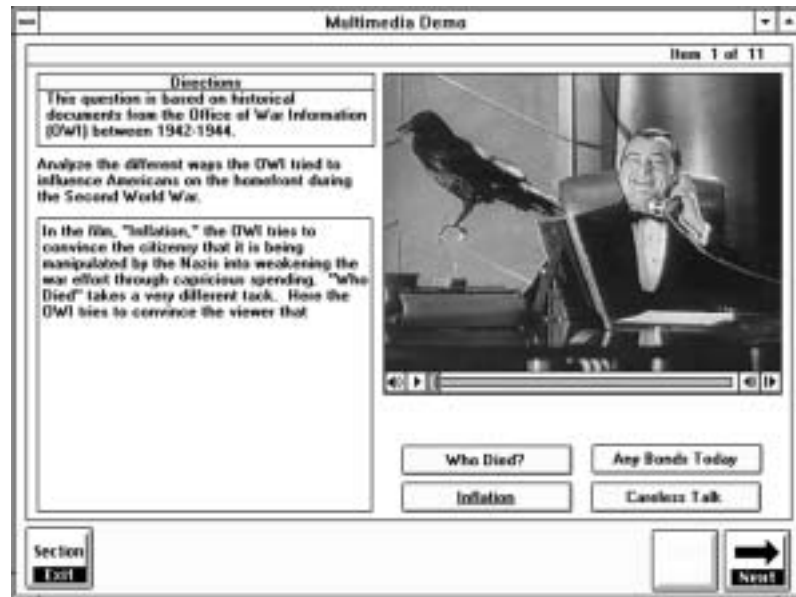 Multimedia Demo
Item 1 of 11
Directions
This question is based on historical
documents from the Office of War Information
(OWI) between 1942-1944.
Analyze the different ways the OWI tried to
influence Americans on the homefront during
the Second World War.
In the film, "Inflation," the OWI tries to
convince the citizenry that it is being
manipulated by the Nazis into weakening the
war effort through capricious spending. "Who
Died" takes a very different tack. Here the
OWI tries to convince the viewer that
Who Died?
Any Bonds Today
Inflation
Careless Talk
Section
Exit
Next